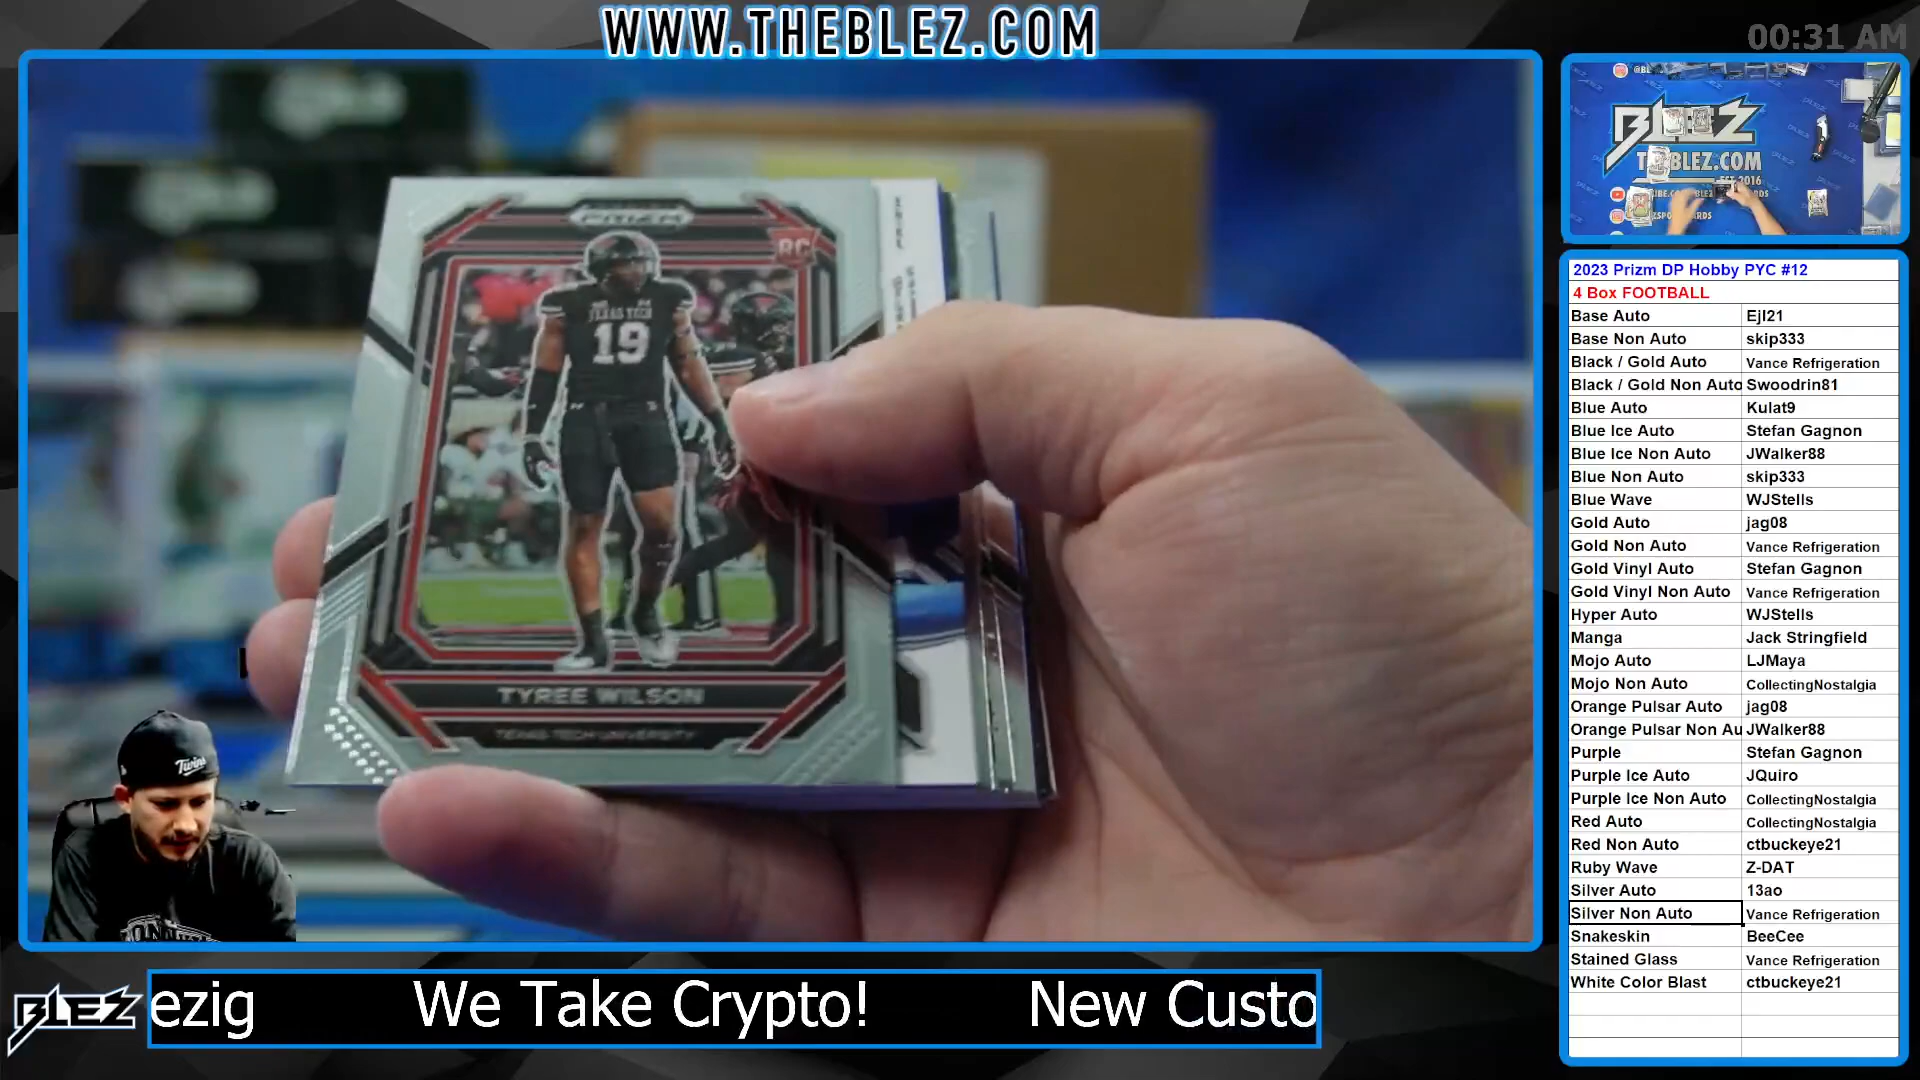 WWW.THEBLEZ.COM
00:31 AM
PRIZM
RC
TEXAS TECH
19
TYREE WILSON
TEXAS TECH UNIVERSITY
Twins
BLEZ
THEBLEZ.COM
2023 Prizm DP Hobby PYC #12
4 Box FOOTBALL
Base Auto Ejl21
Base Non Auto skip333
Black / Gold Auto Vance Refrigeration
Black / Gold Non Auto Swoodrin81
Blue Auto Kulat9
Blue Ice Auto Stefan Gagnon
Blue Ice Non Auto JWalker88
Blue Non Auto skip333
Blue Wave WJStells
Gold Auto jag08
Gold Non Auto Vance Refrigeration
Gold Vinyl Auto Stefan Gagnon
Gold Vinyl Non Auto Vance Refrigeration
Hyper Auto WJStells
Manga Jack Stringfield
Mojo Auto LJMaya
Mojo Non Auto CollectingNostalgia
Orange Pulsar Auto jag08
Orange Pulsar Non Au JWalker88
Purple Stefan Gagnon
Purple Ice Auto JQuiro
Purple Ice Non Auto CollectingNostalgia
Red Auto CollectingNostalgia
Red Non Auto ctbuckeye21
Ruby Wave Z-DAT
Silver Auto 13ao
Silver Non Auto Vance Refrigeration
Snakeskin BeeCee
Stained Glass Vance Refrigeration
White Color Blast ctbuckeye21
BLEZ
ezig We Take Crypto! New Custo